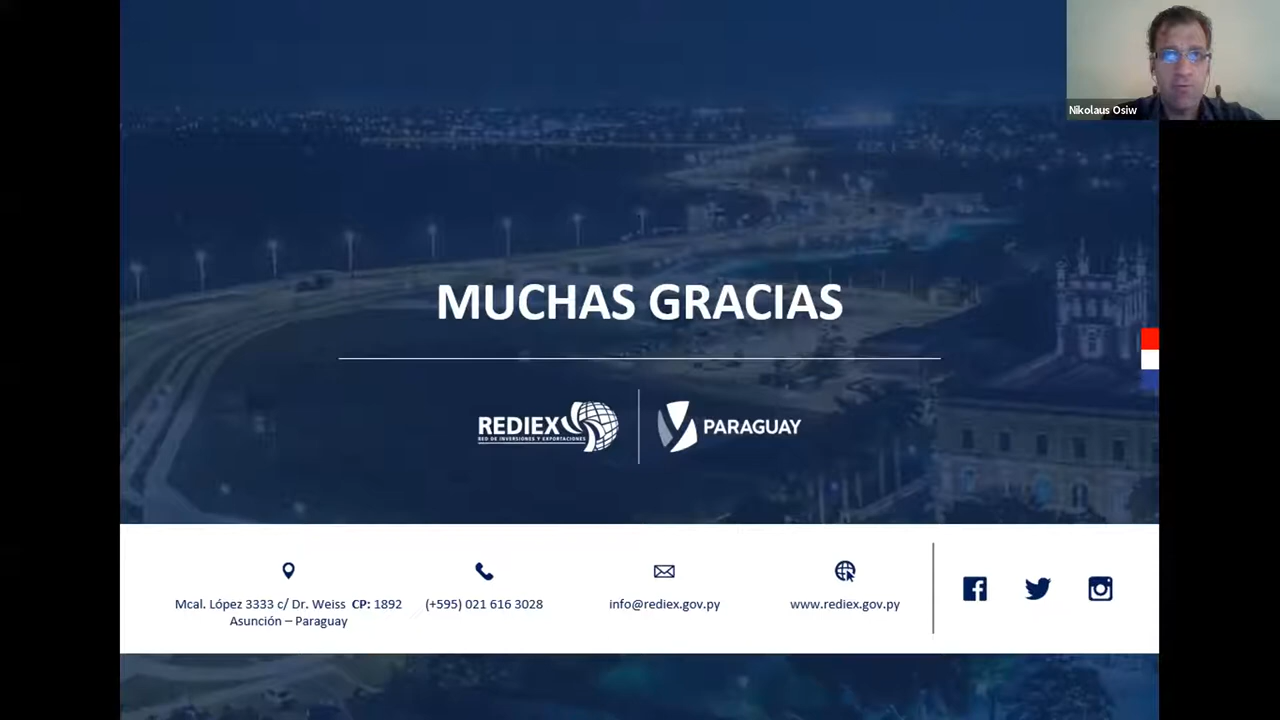 Nikolaus Osiw
MUCHAS GRACIAS
REDIEX
RED DE INVERSIONES Y EXPORTACIONES
PARAGUAY
Mcal. López 3333 c/ Dr. Weiss CP: 1892
Asunción – Paraguay
(+595) 021 616 3028
info@rediex.gov.py
www.rediex.gov.py